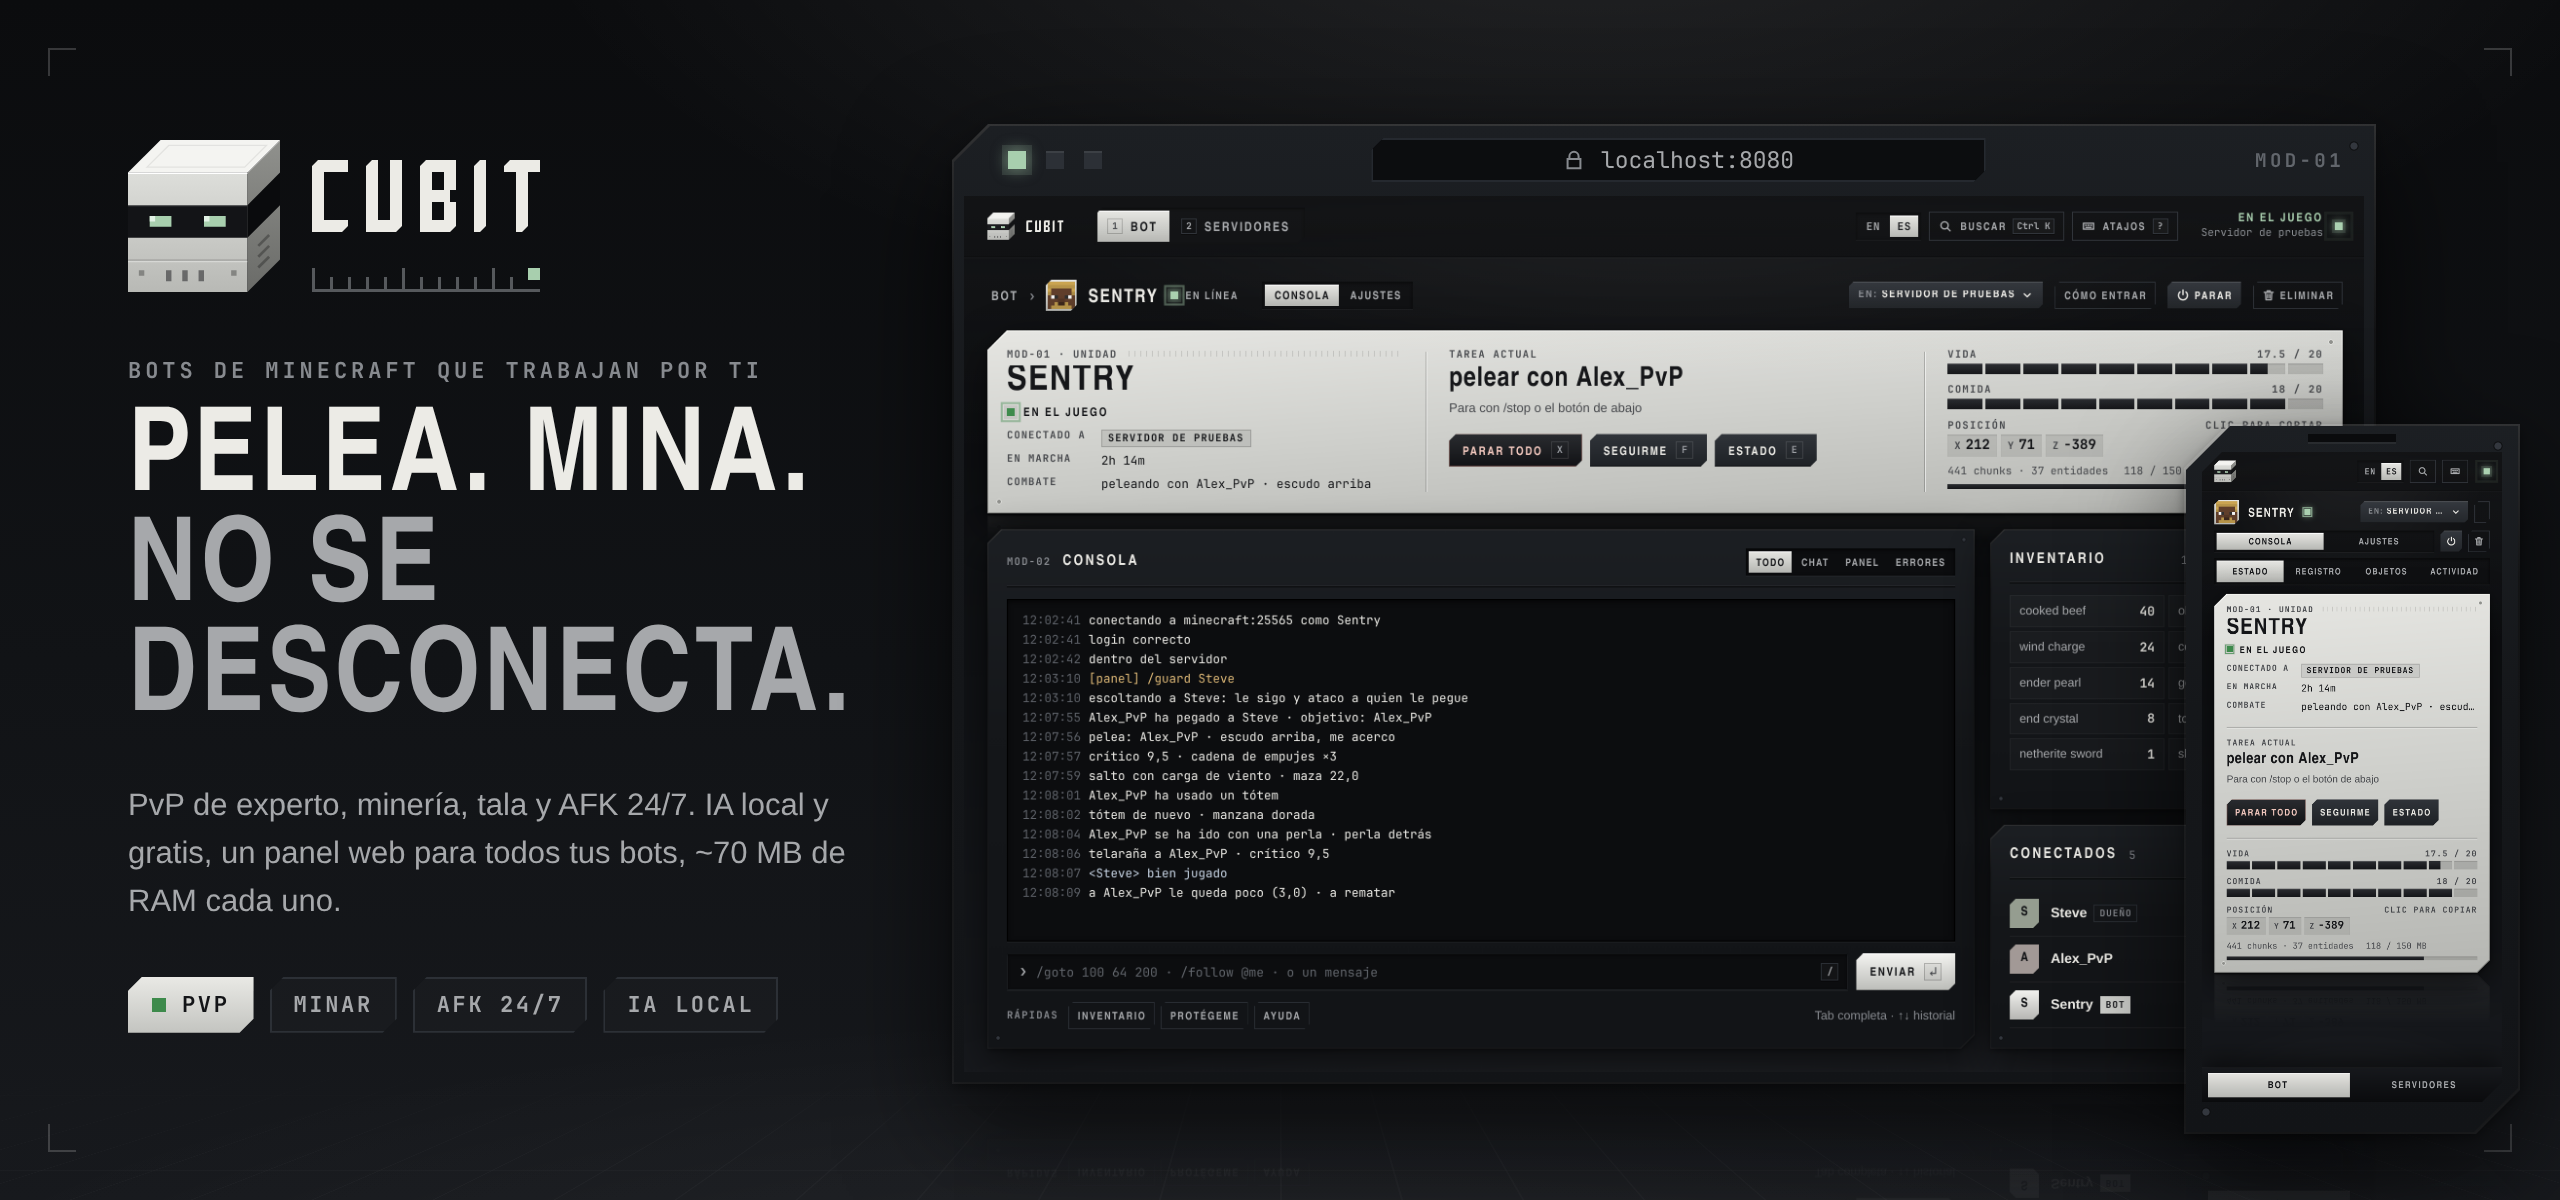 CUBIT
BOTS DE MINECRAFT QUE TRABAJAN POR TI
PELEA. MINA.
NO SE
DESCONECTA.
PvP de experto, minería, tala y AFK 24/7. IA local y
gratis, un panel web para todos tus bots, ~70 MB de
RAM cada uno.
PVP
MINAR
AFK 24/7
IA LOCAL
localhost:8080
MOD-01
CUBIT
1 BOT
2 SERVIDORES
EN ES
BUSCAR Ctrl K
ATAJOS ?
EN EL JUEGO
Servidor de pruebas
BOT › SENTRY EN LÍNEA
CONSOLA AJUSTES
EN: SERVIDOR DE PRUEBAS
CÓMO ENTRAR
PARAR
ELIMINAR
MOD-01 · UNIDAD
SENTRY
EN EL JUEGO
CONECTADO A SERVIDOR DE PRUEBAS
EN MARCHA 2h 14m
COMBATE peleando con Alex_PvP · escudo arriba
TAREA ACTUAL
pelear con Alex_PvP
Para con /stop o el botón de abajo
PARAR TODO X
SEGUIRME F
ESTADO E
VIDA 17.5 / 20
COMIDA 18 / 20
POSICIÓN CLIC PARA COPIAR
X 212 Y 71 Z -389
441 chunks · 37 entidades 118 / 150
MOD-02 CONSOLA
TODO CHAT PANEL ERRORES
12:02:41 conectando a minecraft:25565 como Sentry
12:02:41 login correcto
12:02:42 dentro del servidor
12:03:10 [panel] /guard Steve
12:03:10 escoltando a Steve: le sigo y ataco a quien le pegue
12:07:55 Alex_PvP ha pegado a Steve · objetivo: Alex_PvP
12:07:56 pelea: Alex_PvP · escudo arriba, me acerco
12:07:57 crítico 9,5 · cadena de empujes ×3
12:07:59 salto con carga de viento · maza 22,0
12:08:01 Alex_PvP ha usado un tótem
12:08:02 tótem de nuevo · manzana dorada
12:08:04 Alex_PvP se ha ido con una perla · perla detrás
12:08:06 telaraña a Alex_PvP · crítico 9,5
12:08:07 <Steve> bien jugado
12:08:09 a Alex_PvP le queda poco (3,0) · a rematar
› /goto 100 64 200 · /follow @me · o un mensaje /
ENVIAR ↲
RÁPIDAS INVENTARIO PROTÉGEME AYUDA
Tab completa · ↑↓ historial
INVENTARIO
cooked beef 40
wind charge 24
ender pearl 14
end crystal 8
netherite sword 1
CONECTADOS 5
S Steve DUEÑO
A Alex_PvP
S Sentry BOT
EN ES
SENTRY
EN: SERVIDOR …
CONSOLA AJUSTES
ESTADO REGISTRO OBJETOS ACTIVIDAD
MOD-01 · UNIDAD
SENTRY
EN EL JUEGO
CONECTADO A SERVIDOR DE PRUEBAS
EN MARCHA 2h 14m
COMBATE peleando con Alex_PvP · escud…
TAREA ACTUAL
pelear con Alex_PvP
Para con /stop o el botón de abajo
PARAR TODO SEGUIRME ESTADO
VIDA 17.5 / 20
COMIDA 18 / 20
POSICIÓN CLIC PARA COPIAR
X 212 Y 71 Z -389
441 chunks · 37 entidades 118 / 150 MB
BOT SERVIDORES